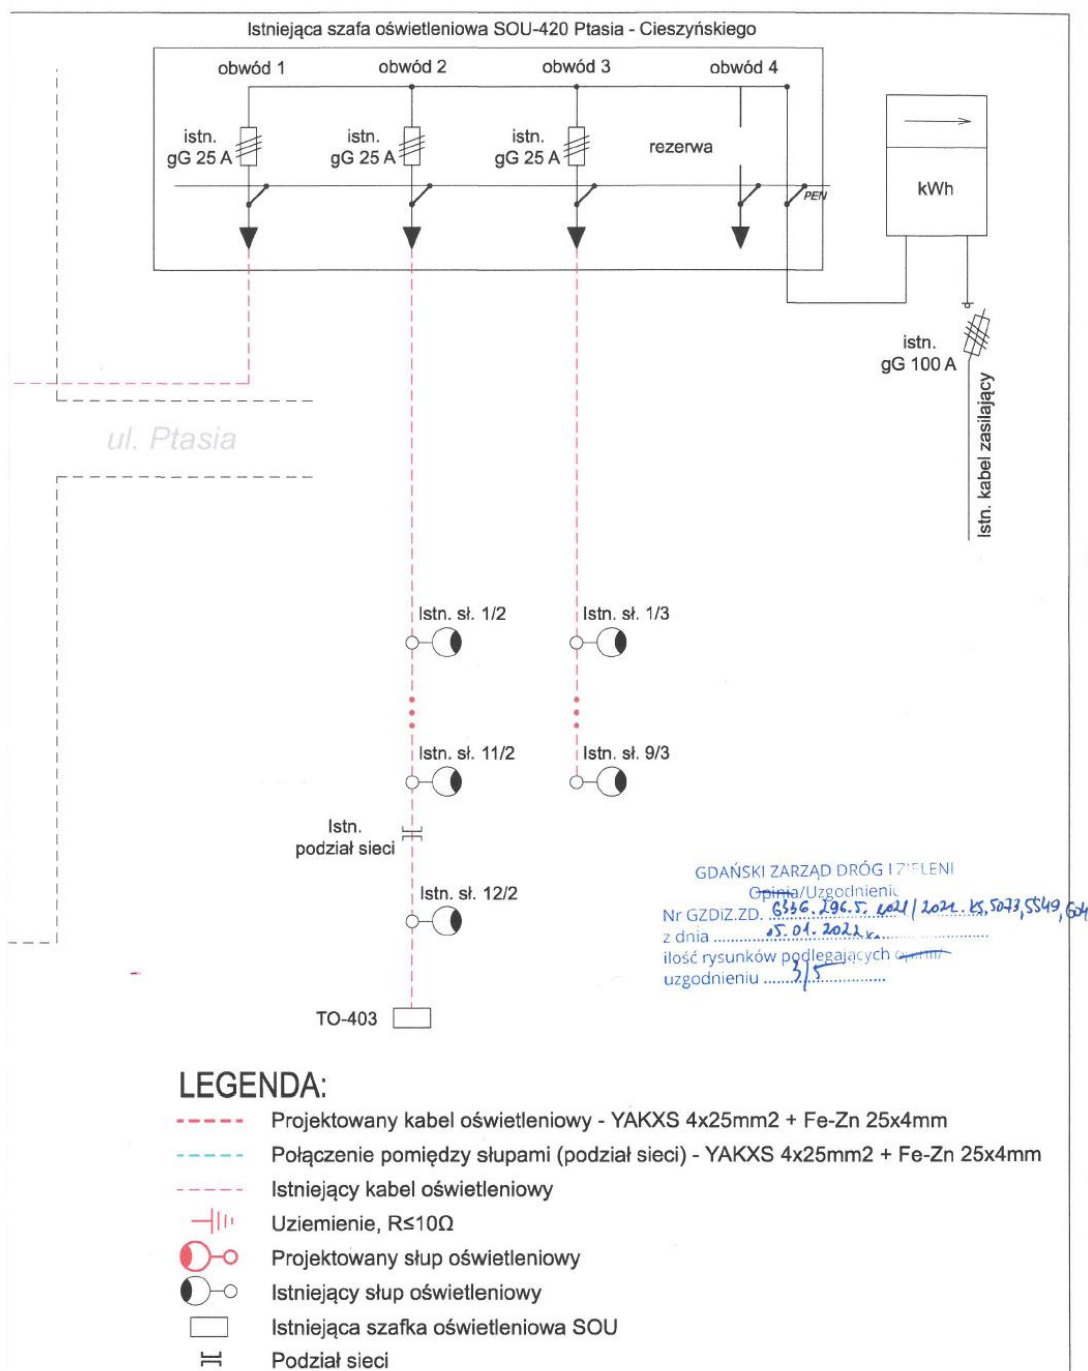 Istniejąca szafa oświetleniowa SOU-420 Ptasia - Cieszyńskiego
obwód 1
obwód 2
obwód 3
obwód 4
istn.
gG 25 A
istn.
gG 25 A
istn.
gG 25 A
rezerwa
PEN
kWh
istn.
gG 100 A
Istn. kabel zasilający
ul. Ptasia
Istn. sł. 1/2
Istn. sł. 1/3
Istn. sł. 11/2
Istn. sł. 9/3
Istn.
podział sieci
Istn. sł. 12/2
TO-403
GDAŃSKI ZARZĄD DRÓG I ZIELENI
Opinia/Uzgodnienie
Nr GZDiZ.ZD.
z dnia
ilość rysunków podlegających opinii/
uzgodnieniu 3/5
LEGENDA:
Projektowany kabel oświetleniowy - YAKXS 4x25mm2 + Fe-Zn 25x4mm
Połączenie pomiędzy słupami (podział sieci) - YAKXS 4x25mm2 + Fe-Zn 25x4mm
Istniejący kabel oświetleniowy
Uziemienie, R≤10Ω
Projektowany słup oświetleniowy
Istniejący słup oświetleniowy
Istniejąca szafka oświetleniowa SOU
Podział sieci